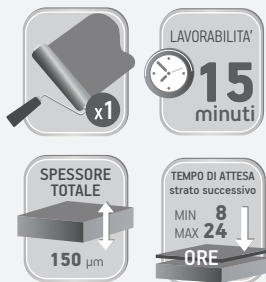 x1
LAVORABILITA'
15
minuti
SPESSORE
TOTALE
150 µm
TEMPO DI ATTESA
strato successivo
MIN 8
MAX 24
ORE